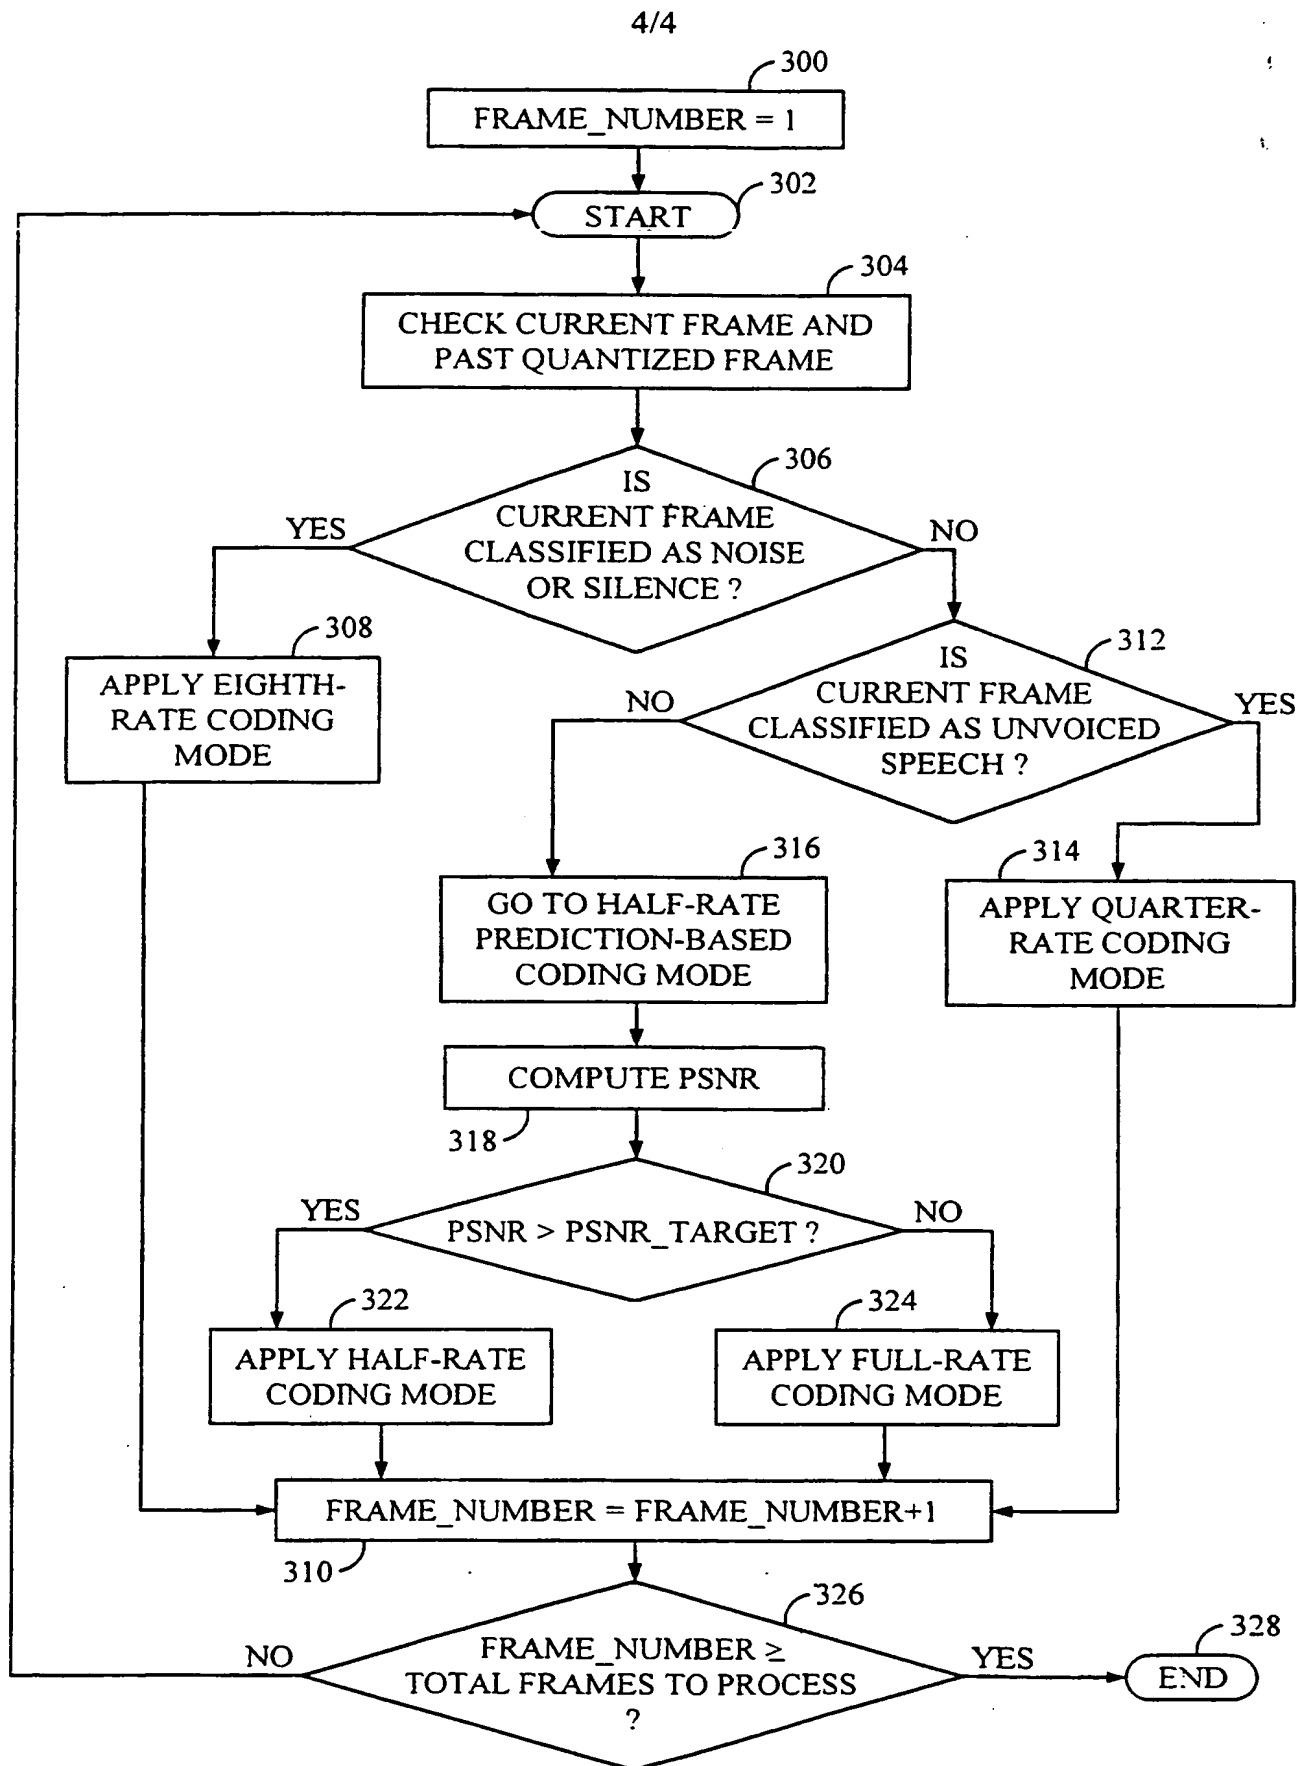 4/4
300
FRAME_NUMBER = 1
302
START
304
CHECK CURRENT FRAME AND
PAST QUANTIZED FRAME
306
IS
CURRENT FRAME
CLASSIFIED AS NOISE
OR SILENCE ?
YES
NO
308
APPLY EIGHTH-
RATE CODING
MODE
312
IS
CURRENT FRAME
CLASSIFIED AS UNVOICED
SPEECH ?
NO
YES
316
GO TO HALF-RATE
PREDICTION-BASED
CODING MODE
314
APPLY QUARTER-
RATE CODING
MODE
COMPUTE PSNR
318
320
PSNR > PSNR_TARGET ?
YES
NO
322
APPLY HALF-RATE
CODING MODE
324
APPLY FULL-RATE
CODING MODE
FRAME_NUMBER = FRAME_NUMBER+1
310
326
FRAME_NUMBER ≥
TOTAL FRAMES TO PROCESS
?
NO
YES
328
END